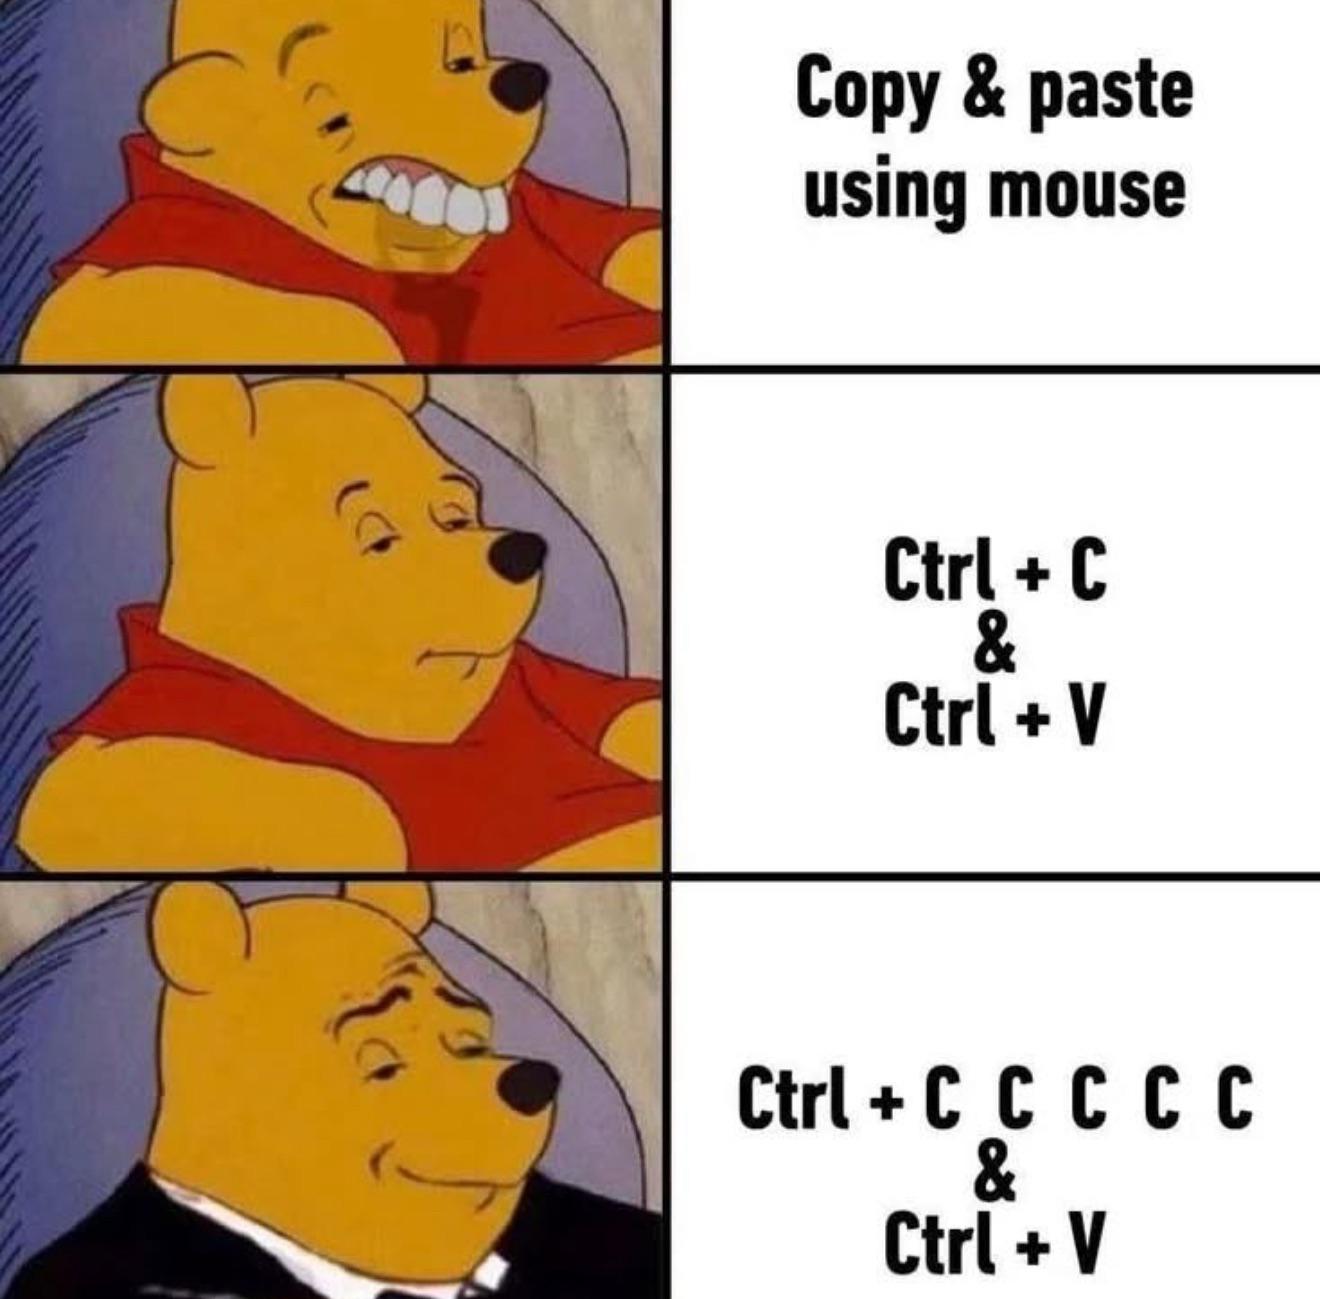 Copy & paste
using mouse
Ctrl + C
&
Ctrl + V
Ctrl + C C C C C
&
Ctrl + V